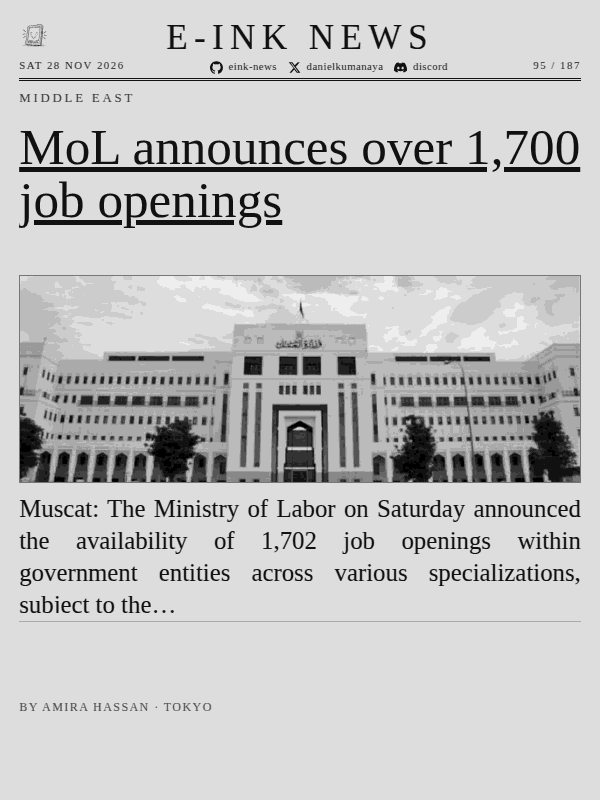 E-INK NEWS
SAT 28 NOV 2026
eink-news
danielkumanaya
discord
95 / 187
MIDDLE EAST
MoL announces over 1,700
job openings
Muscat: The Ministry of Labor on Saturday announced
the availability of 1,702 job openings within
government entities across various specializations,
subject to the…
BY AMIRA HASSAN · TOKYO